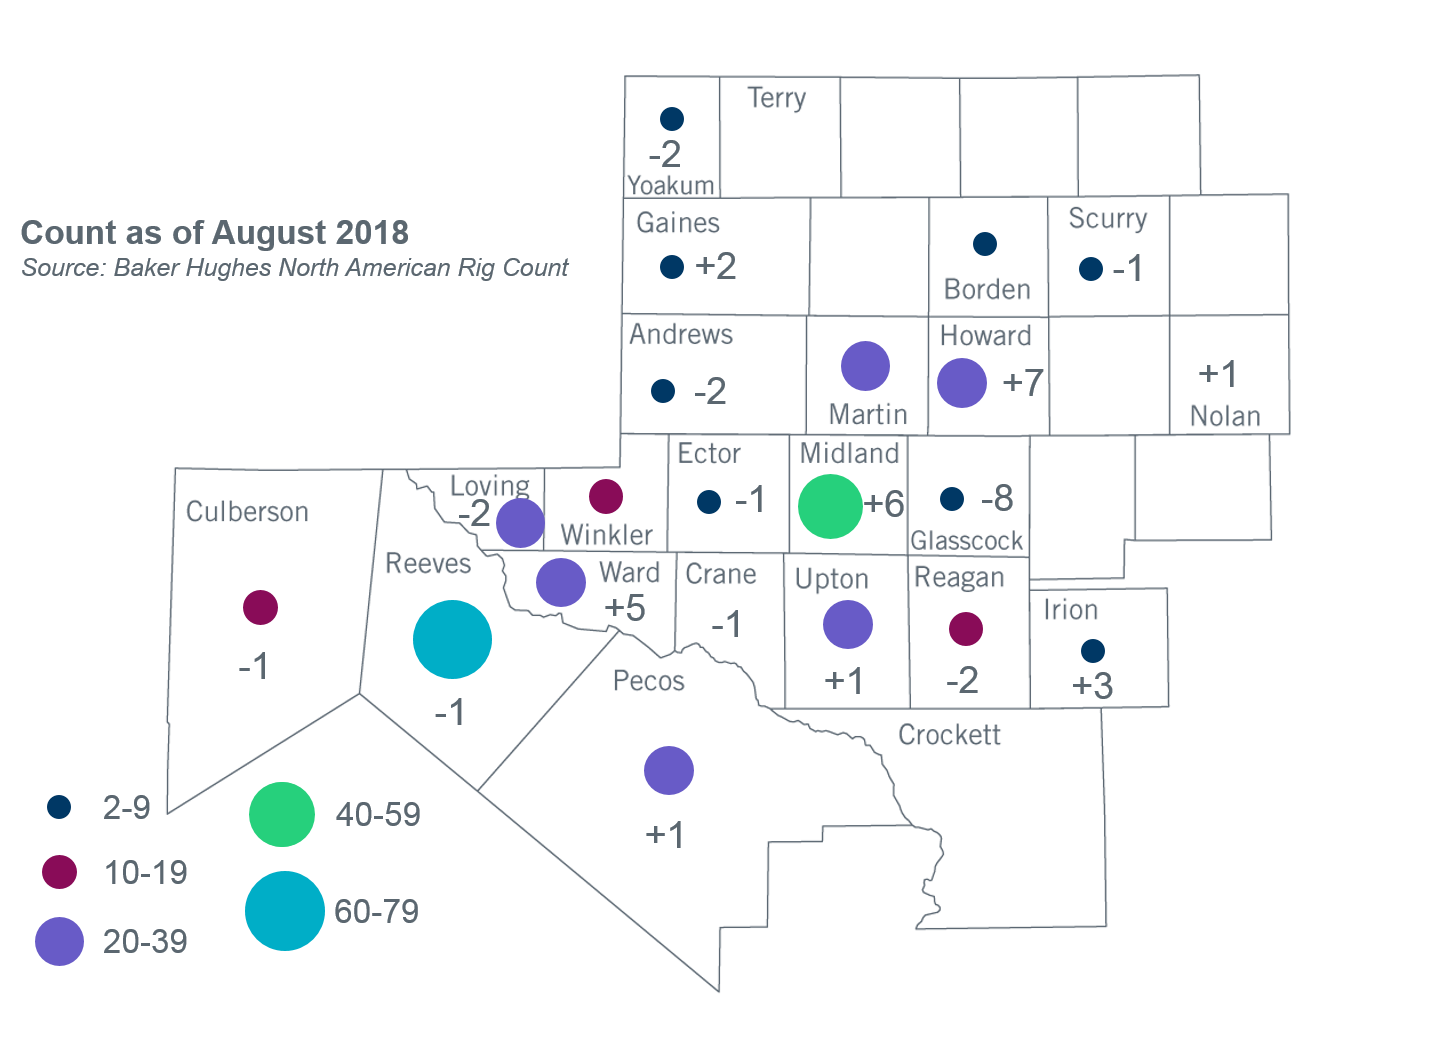 Terry
-2
Yoakum
Count as of August 2018
Source: Baker Hughes North American Rig Count
Gaines
+2
Borden
Scurry
-1
Andrews
-2
Martin
Howard
+7
+1
Nolan
Ector
-1
Midland
+6
-8
Glasscock
Culberson
-1
Loving
-2
Winkler
Reeves
-1
Ward
+5
Crane
-1
Upton
+1
Reagan
-2
Irion
+3
Pecos
+1
Crockett
2-9
10-19
20-39
40-59
60-79